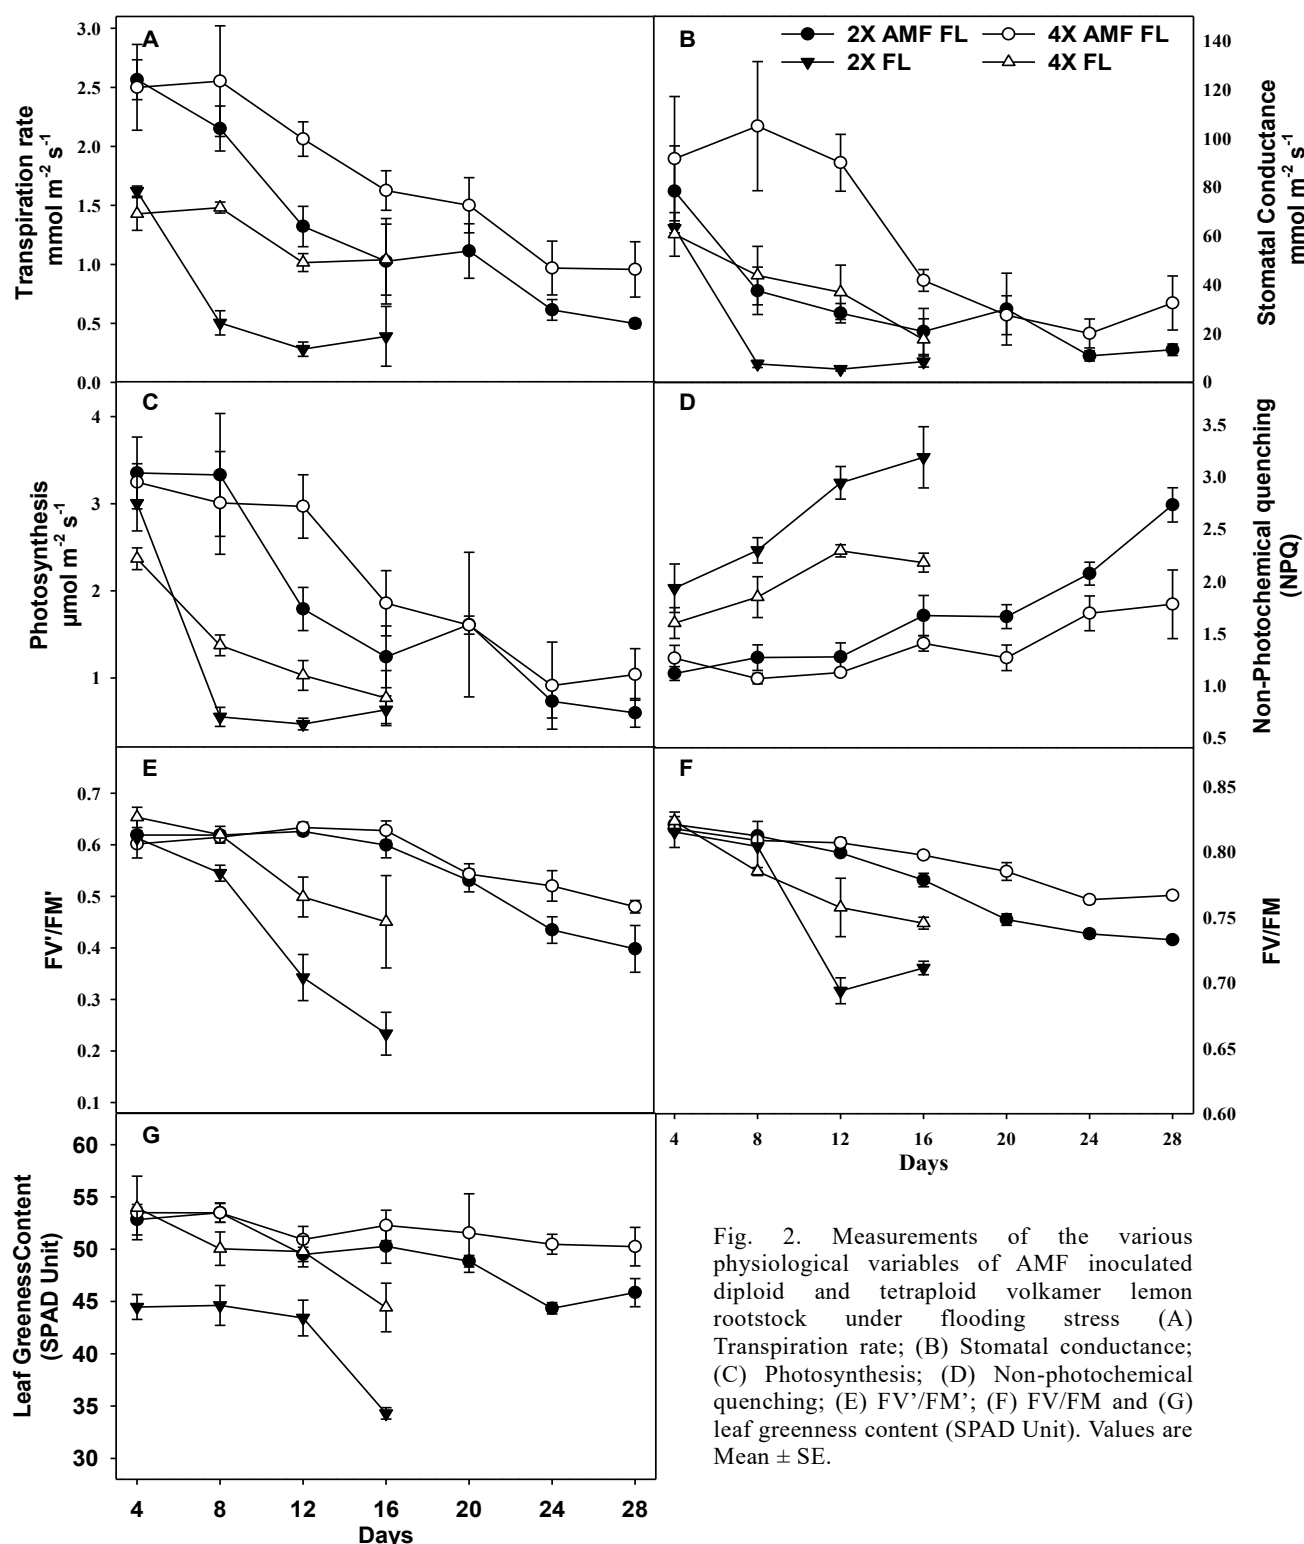 A
B
2X AMF FL
4X AMF FL
2X FL
4X FL
Transpiration rate
mmol m-2 s-1
3.0
2.5
2.0
1.5
1.0
0.5
0.0
140
120
100
80
60
40
20
0
Stomatal Conductance
mmol m-2 s-1
C
D
Photosynthesis
µmol m-2 s-1
4
3
2
1
3.5
3.0
2.5
2.0
1.5
1.0
0.5
Non-Photochemical quenching
(NPQ)
E
F
FV'/FM'
0.7
0.6
0.5
0.4
0.3
0.2
0.1
0.85
0.80
0.75
0.70
0.65
0.60
FV/FM
4 8 12 16 20 24 28
Days
G
Leaf GreenessContent
(SPAD Unit)
60
55
50
45
40
35
30
4 8 12 16 20 24 28
Days
Fig. 2. Measurements of the various
physiological variables of AMF inoculated
diploid and tetraploid volkamer lemon
rootstock under flooding stress (A)
Transpiration rate; (B) Stomatal conductance;
(C) Photosynthesis; (D) Non-photochemical
quenching; (E) FV’/FM’; (F) FV/FM and (G)
leaf greenness content (SPAD Unit). Values are
Mean ± SE.